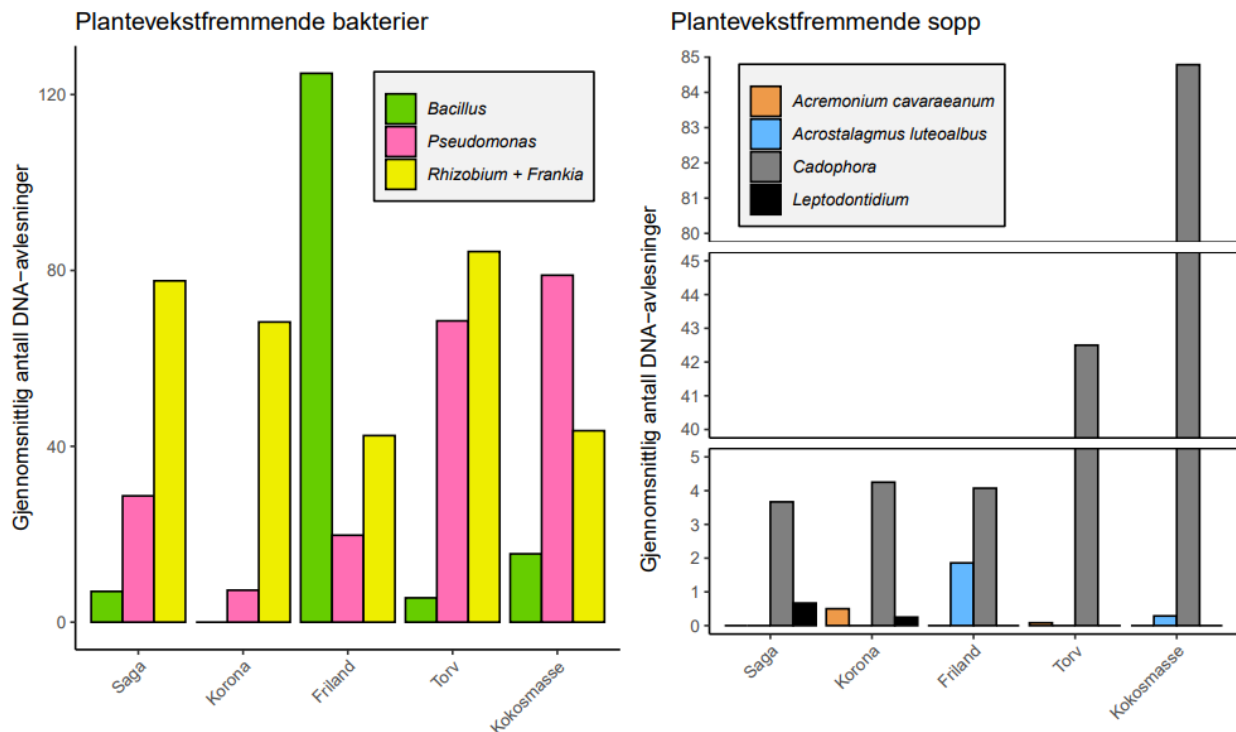 Plantevekstfremmende bakterier
Gjennomsnittlig antall DNA−avlesninger
120
80
40
0
Bacillus
Pseudomonas
Rhizobium + Frankia
Saga
Korona
Friland
Torv
Kokosmasse
Plantevekstfremmende sopp
Gjennomsnittlig antall DNA−avlesninger
85
84
83
82
81
80
45
44
43
42
41
40
5
4
3
2
1
0
Acremonium cavaraeanum
Acrostalagmus luteoalbus
Cadophora
Leptodontidium
Saga
Korona
Friland
Torv
Kokosmasse